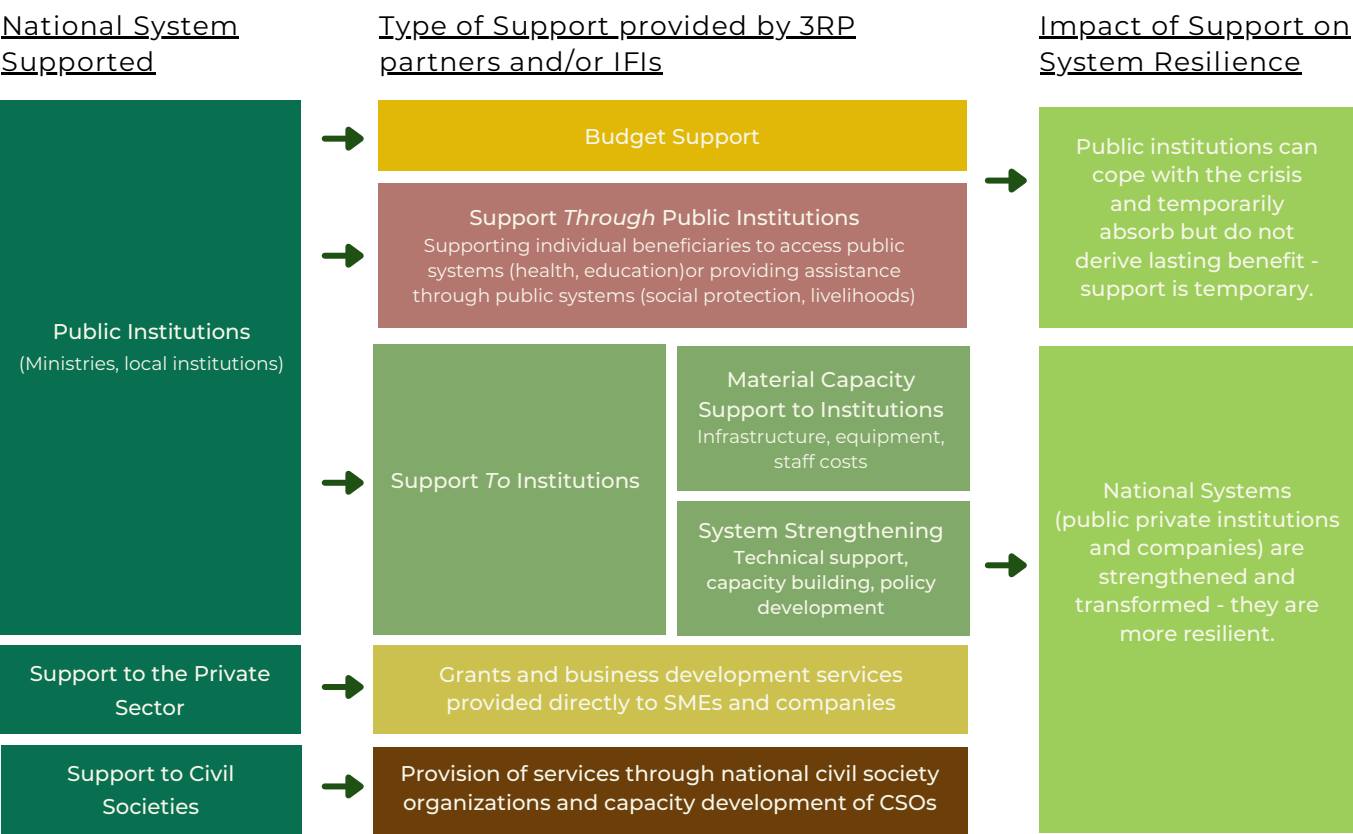 National System
Supported
Type of Support provided by 3RP
partners and/or IFIs
Impact of Support on
System Resilience
Public Institutions
(Ministries, local institutions)
Budget Support
Support Through Public Institutions
Supporting individual beneficiaries to access public
systems (health, education)or providing assistance
through public systems (social protection, livelihoods)
Public institutions can
cope with the crisis
and temporarily
absorb but do not
derive lasting benefit -
support is temporary.
Support To Institutions
Material Capacity
Support to Institutions
Infrastructure, equipment,
staff costs
System Strengthening
Technical support,
capacity building, policy
development
National Systems
(public private institutions
and companies) are
strengthened and
transformed - they are
more resilient.
Support to the Private
Sector
Grants and business development services
provided directly to SMEs and companies
Support to Civil
Societies
Provision of services through national civil society
organizations and capacity development of CSOs